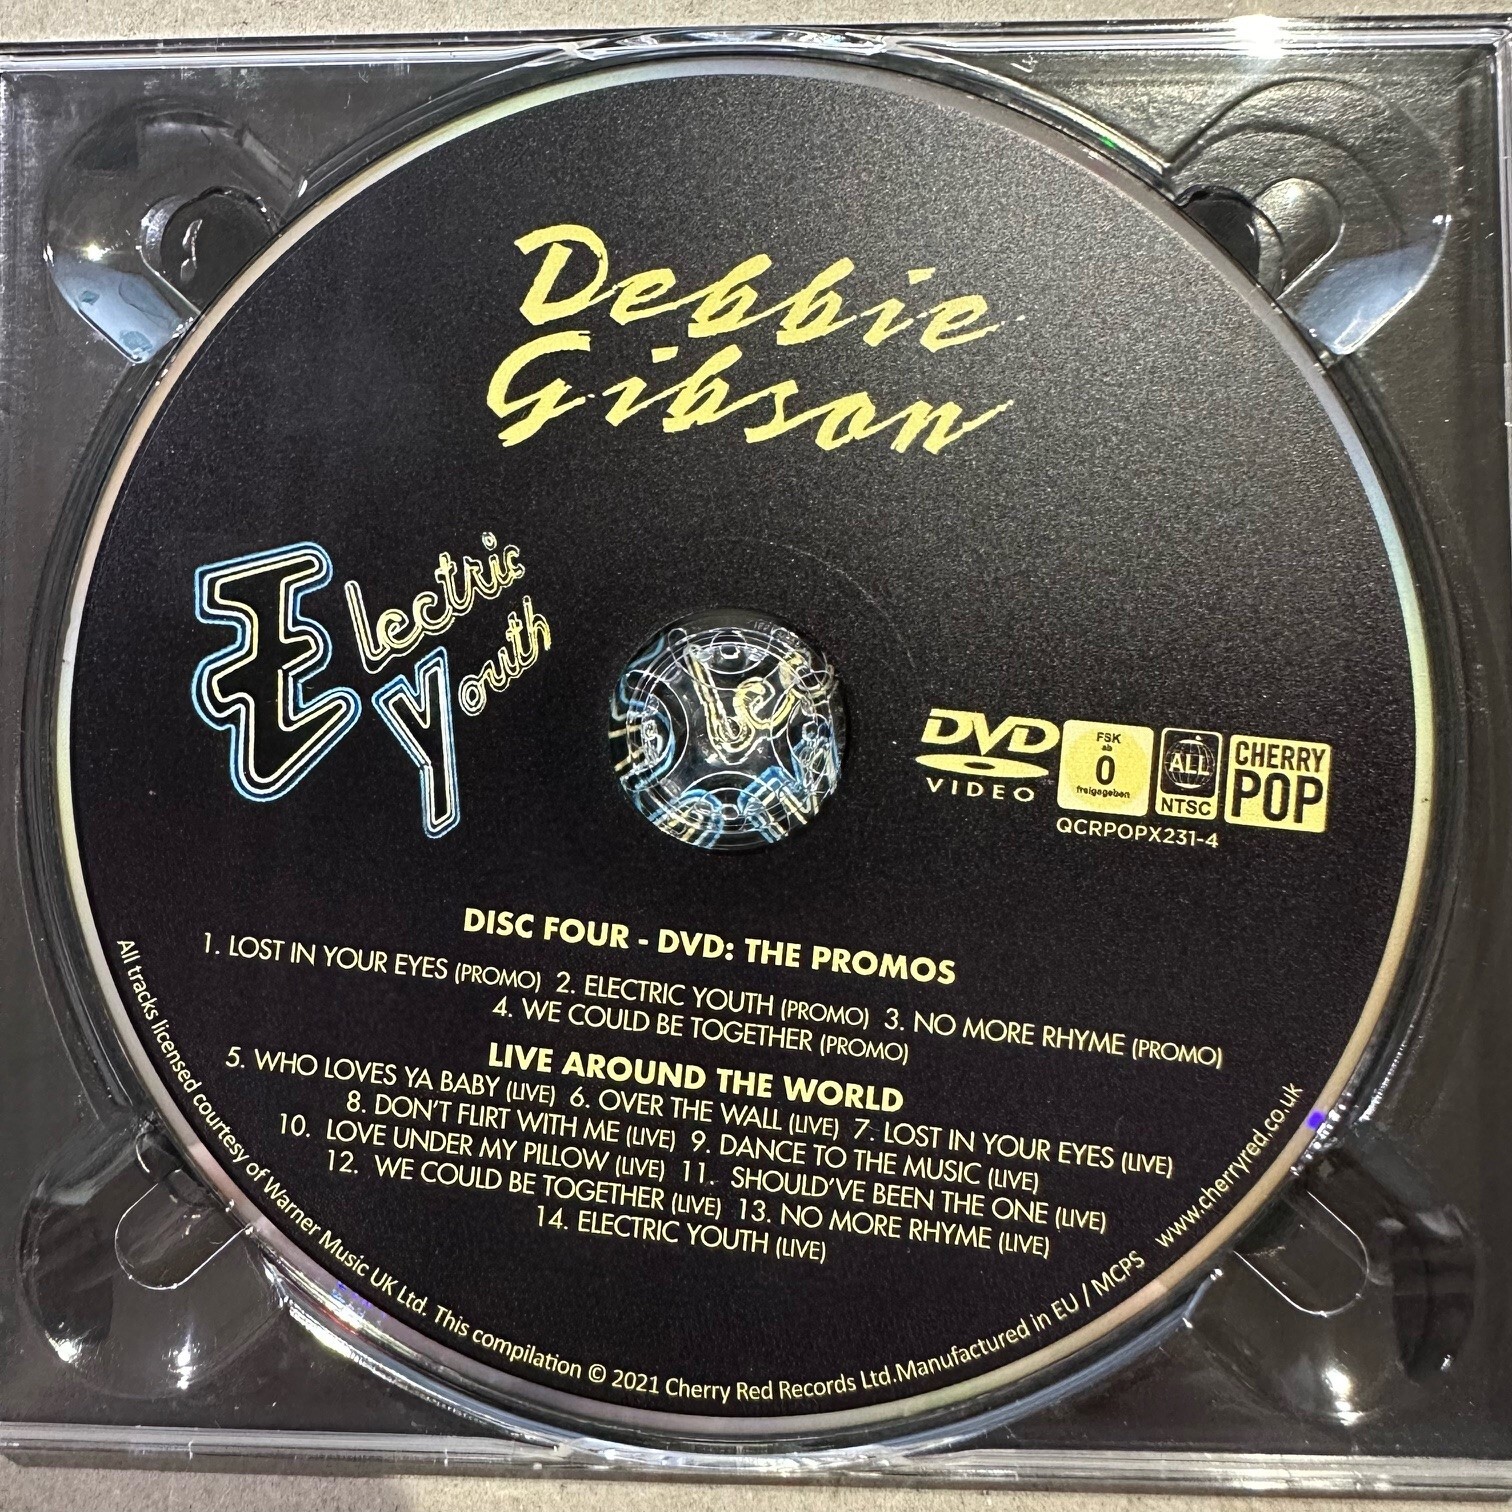 Debbie
Gibson
Electric
Youth
DVD
VIDEO
FSK
ab
0
freigegeben
ALL
NTSC
CHERRY
POP
QCRPOPX231-4
DISC FOUR - DVD: THE PROMOS
1. LOST IN YOUR EYES (PROMO) 2. ELECTRIC YOUTH (PROMO) 3. NO MORE RHYME (PROMO)
4. WE COULD BE TOGETHER (PROMO)
LIVE AROUND THE WORLD
5. WHO LOVES YA BABY (LIVE) 6. OVER THE WALL (LIVE) 7. LOST IN YOUR EYES (LIVE)
8. DON'T FLIRT WITH ME (LIVE) 9. DANCE TO THE MUSIC (LIVE)
10. LOVE UNDER MY PILLOW (LIVE) 11. SHOULD'VE BEEN THE ONE (LIVE)
12. WE COULD BE TOGETHER (LIVE) 13. NO MORE RHYME (LIVE)
14. ELECTRIC YOUTH (LIVE)
All tracks licensed courtesy of Warner Music UK Ltd. This compilation © 2021 Cherry Red Records Ltd. Manufactured in EU / MCPS www.cherryred.co.uk